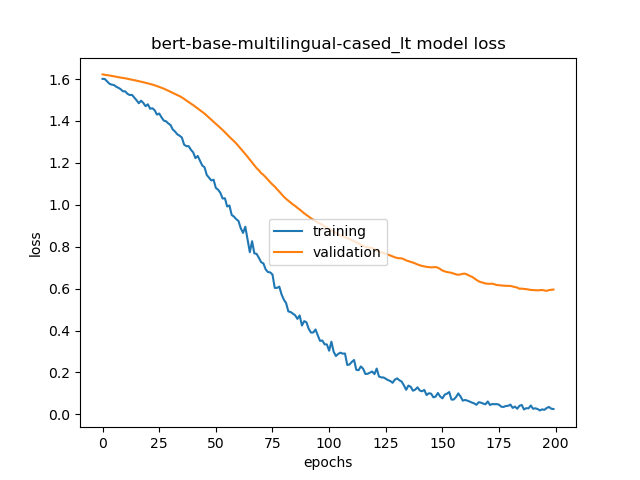 bert-base-multilingual-cased_lt model loss
1.6
1.4
1.2
1.0
0.8
0.6
0.4
0.2
0.0
loss
training
validation
0 25 50 75 100 125 150 175 200
epochs